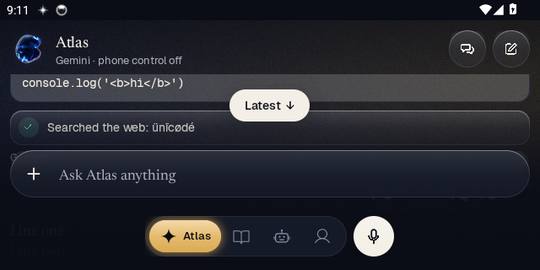 9:11
Atlas
Gemini · phone control off
console.log('<b>hi</b>')
Latest ↓
Searched the web: ünïcødé
Ask Atlas anything
Atlas